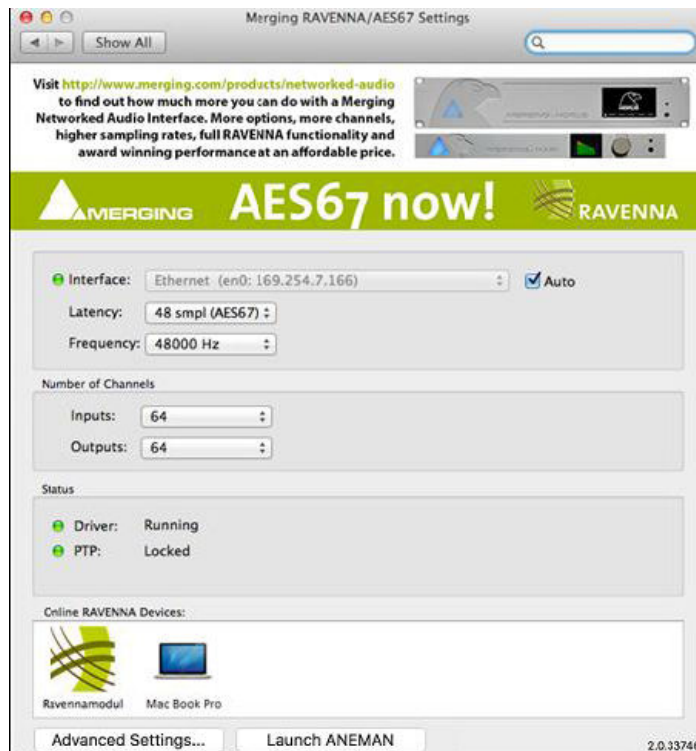 Merging RAVENNA/AES67 Settings
Show All
Visit http://www.merging.com/products/networked-audio
to find out how much more you can do with a Merging
Networked Audio Interface. More options, more channels,
higher sampling rates, full RAVENNA functionality and
award winning performance at an affordable price.
MERGING AES67 now! RAVENNA
Interface: Ethernet (en0: 169.254.7.166) Auto
Latency: 48 smpl (AES67)
Frequency: 48000 Hz
Number of Channels
Inputs: 64
Outputs: 64
Status
Driver: Running
PTP: Locked
Online RAVENNA Devices:
Ravennamodul Mac Book Pro
Advanced Settings... Launch ANEMAN